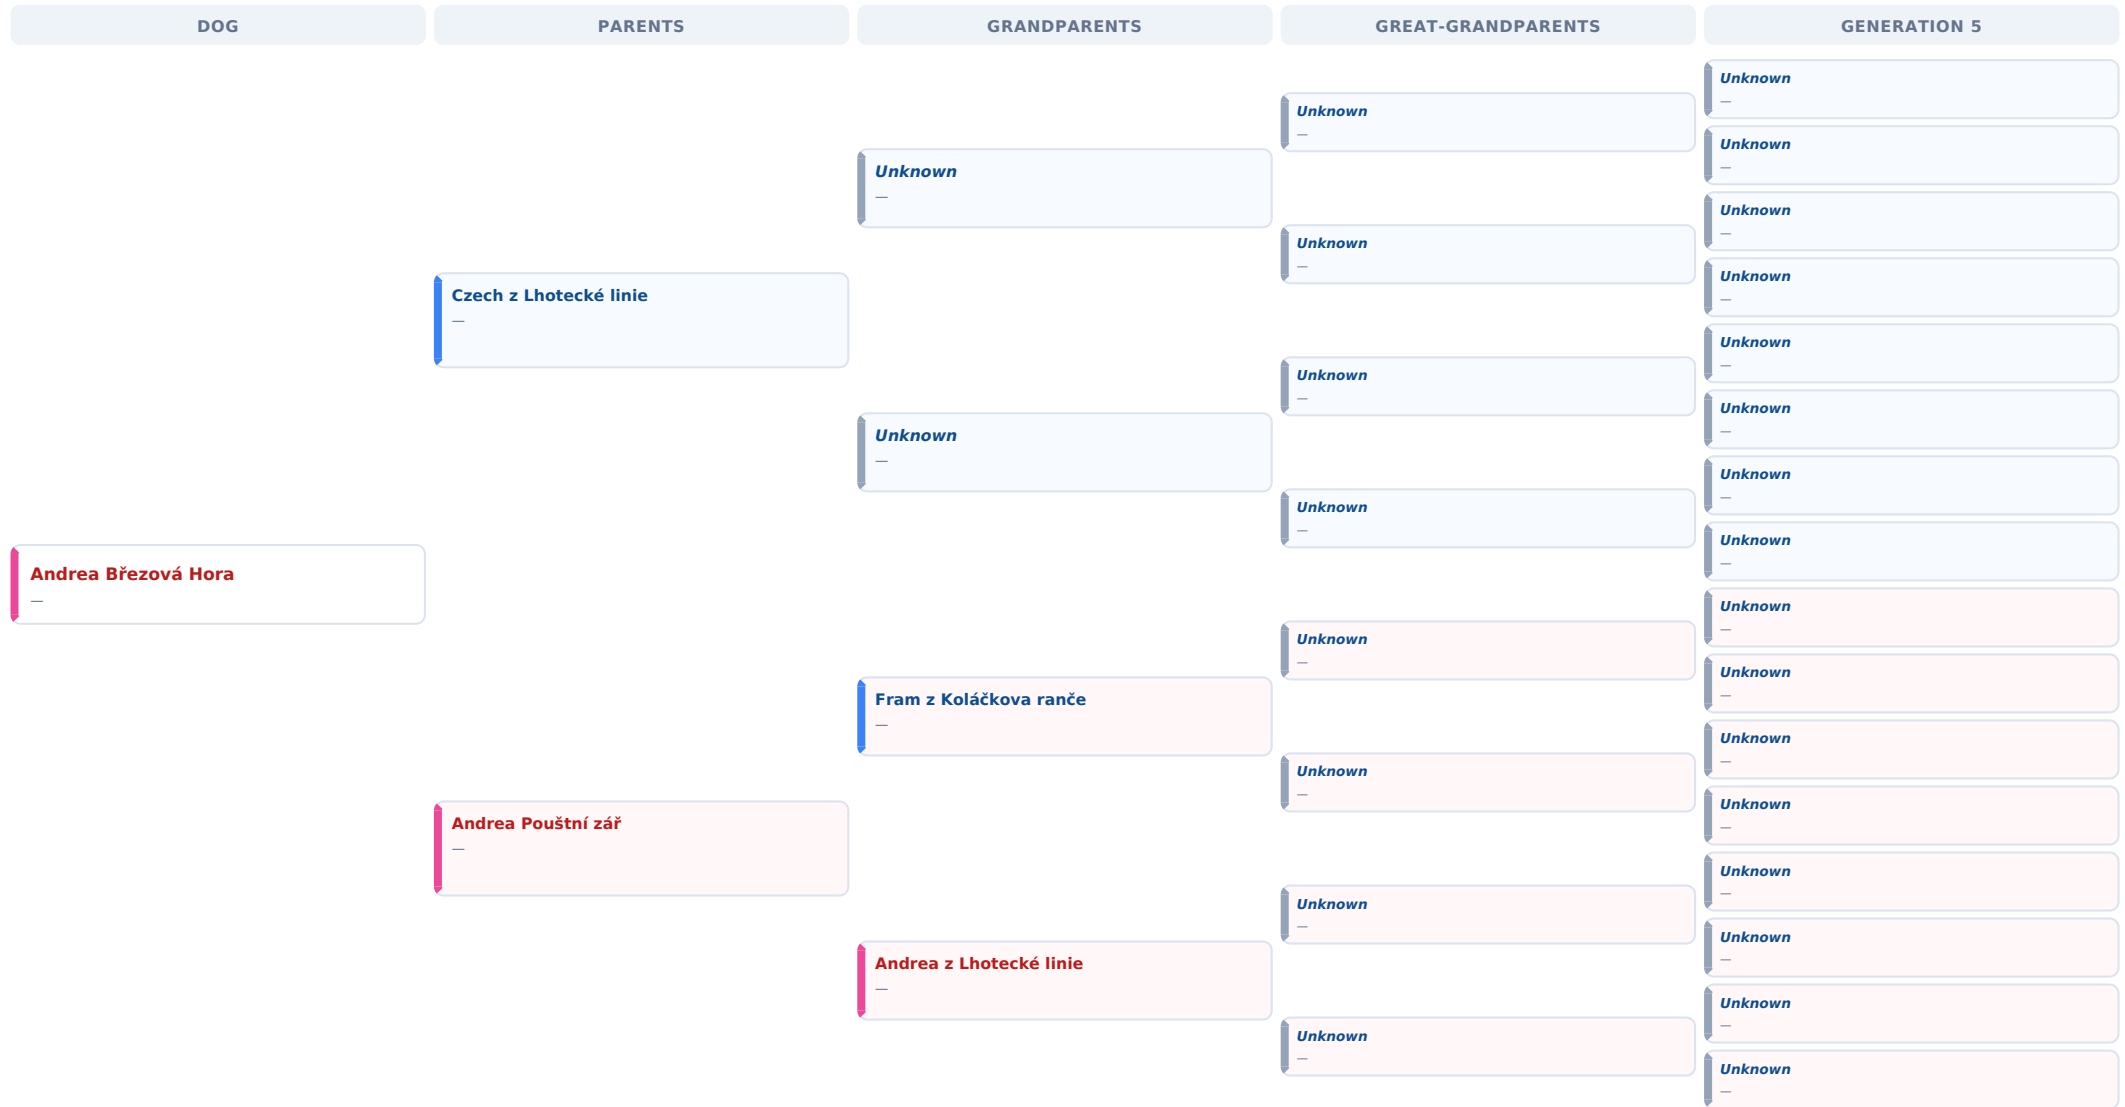 DOG
PARENTS
GRANDPARENTS
GREAT-GRANDPARENTS
GENERATION 5
Andrea Březová Hora
—
Czech z Lhotecké linie
—
Andrea Pouštní zář
—
Unknown
—
Unknown
—
Fram z Koláčkova ranče
—
Andrea z Lhotecké linie
—
Unknown
—
Unknown
—
Unknown
—
Unknown
—
Unknown
—
Unknown
—
Unknown
—
Unknown
—
Unknown
—
Unknown
—
Unknown
—
Unknown
—
Unknown
—
Unknown
—
Unknown
—
Unknown
—
Unknown
—
Unknown
—
Unknown
—
Unknown
—
Unknown
—
Unknown
—
Unknown
—
Unknown
—